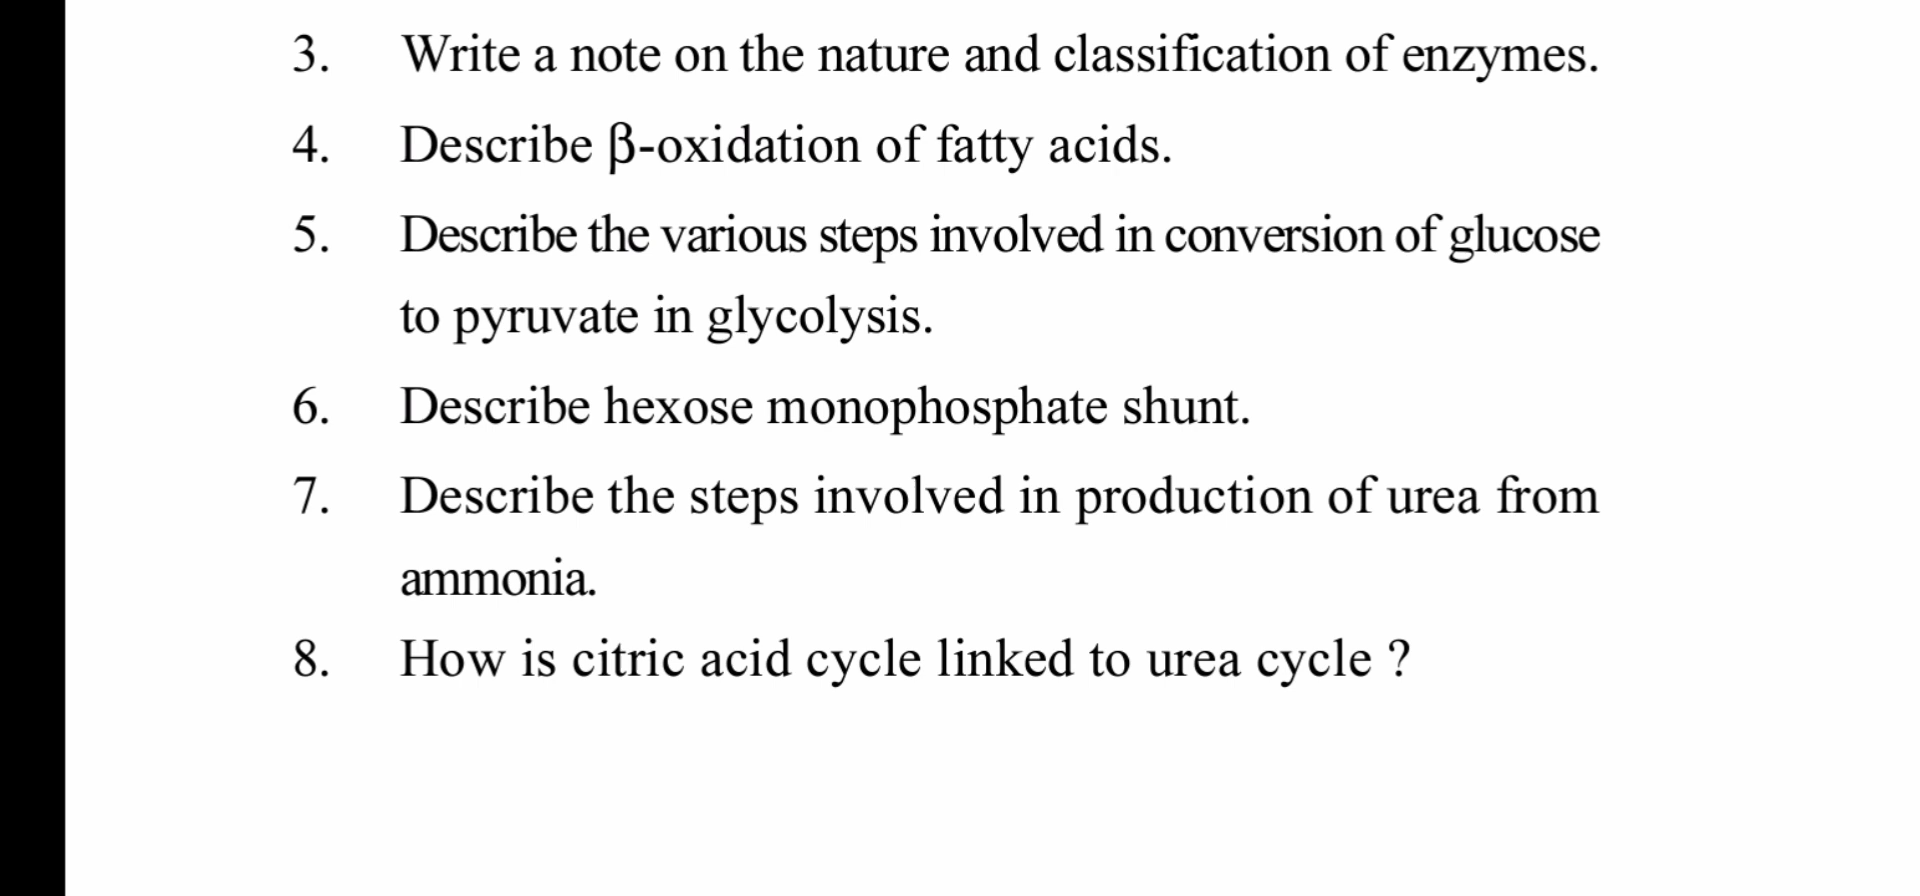 3. Write a note on the nature and classification of enzymes.
4. Describe β-oxidation of fatty acids.
5. Describe the various steps involved in conversion of glucose
to pyruvate in glycolysis.
6. Describe hexose monophosphate shunt.
7. Describe the steps involved in production of urea from
ammonia.
8. How is citric acid cycle linked to urea cycle ?